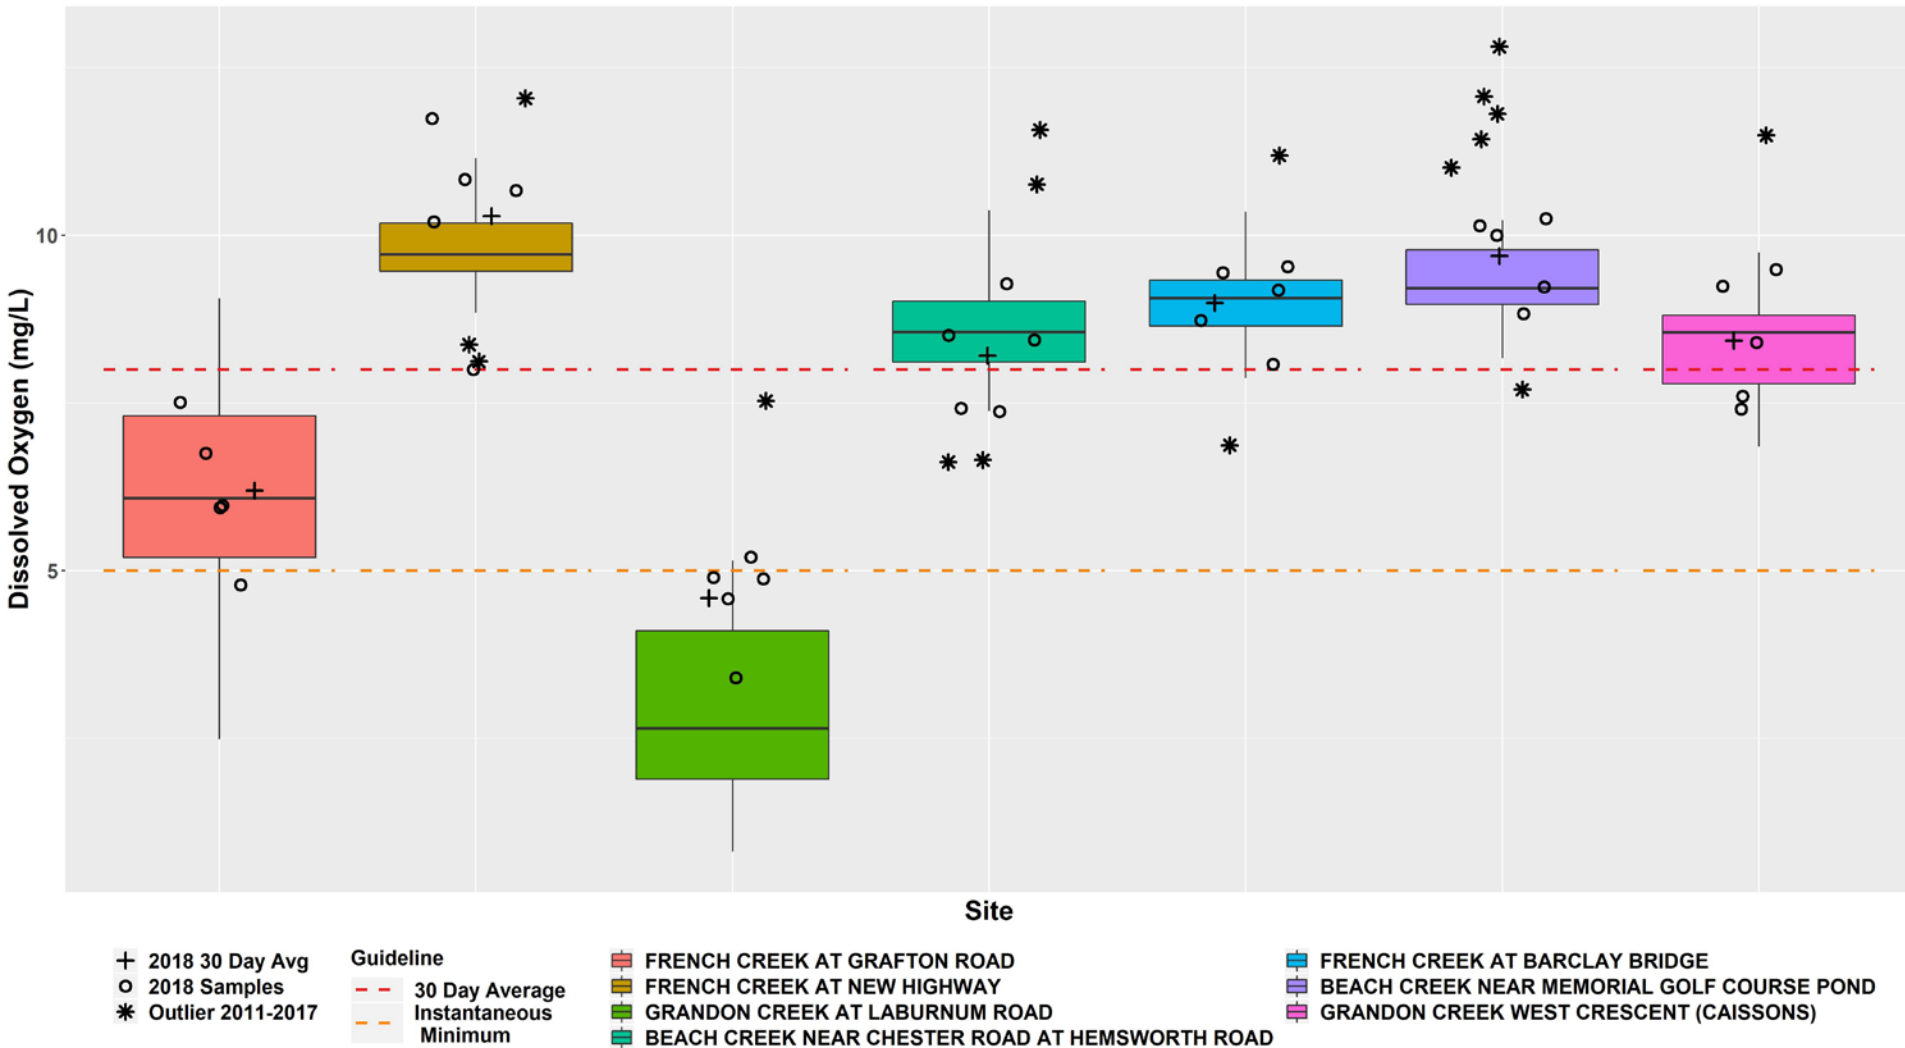 Dissolved Oxygen (mg/L)
10
5
Site
2018 30 Day Avg
2018 Samples
Outlier 2011-2017
Guideline
30 Day Average
Instantaneous
Minimum
FRENCH CREEK AT GRAFTON ROAD
FRENCH CREEK AT NEW HIGHWAY
GRANDON CREEK AT LABURNUM ROAD
BEACH CREEK NEAR CHESTER ROAD AT HEMSWORTH ROAD
FRENCH CREEK AT BARCLAY BRIDGE
BEACH CREEK NEAR MEMORIAL GOLF COURSE POND
GRANDON CREEK WEST CRESCENT (CAISSONS)